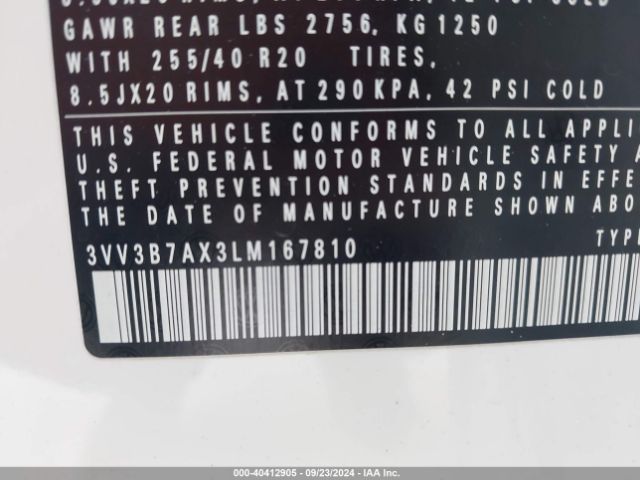 GAWR REAR LBS 2756, KG1250
WITH 255/40 R20 TIRES,
8.5JX20 RIMS, AT 290 KPA, 42 PSI COLD
THIS VEHICLE CONFORMS TO ALL APPLI
U.S. FEDERAL MOTOR VEHICLE SAFETY A
THEFT PREVENTION STANDARDS IN EFFE
THE DATE OF MANUFACTURE SHOWN ABO
3VV3B7AX3LM167810 TYP
000-40412905 - 09/23/2024 - IAA Inc.